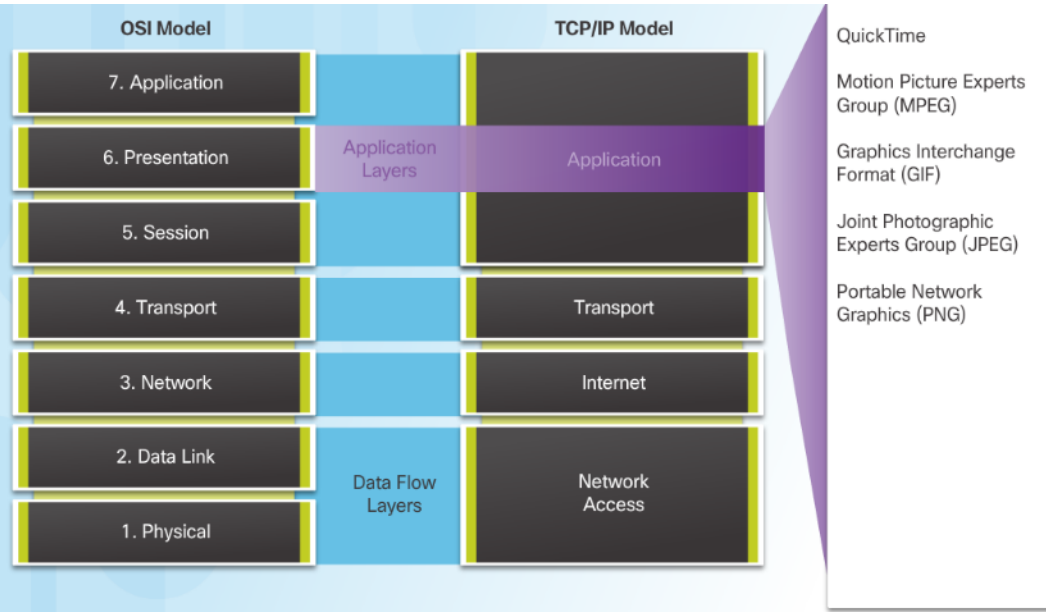 OSI Model
TCP/IP Model
7. Application
6. Presentation
5. Session
4. Transport
3. Network
2. Data Link
1. Physical
Application
Layers
Data Flow
Layers
Application
Transport
Internet
Network
Access
QuickTime
Motion Picture Experts
Group (MPEG)
Graphics Interchange
Format (GIF)
Joint Photographic
Experts Group (JPEG)
Portable Network
Graphics (PNG)